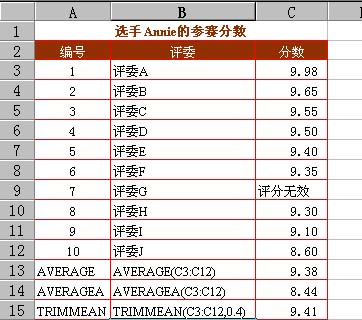 A B C
1 选手Annie的参赛分数
2 编号 评委 分数
3 1 评委A 9.98
4 2 评委B 9.65
5 3 评委C 9.55
6 4 评委D 9.50
7 5 评委E 9.40
8 6 评委F 9.35
9 7 评委G 评分无效
10 8 评委H 9.30
11 9 评委I 9.10
12 10 评委J 8.60
13 AVERAGE AVERAGE(C3:C12) 9.38
14 AVERAGEA AVERAGEA(C3:C12) 8.44
15 TRIMMEAN TRIMMEAN(C3:C12,0.4) 9.41